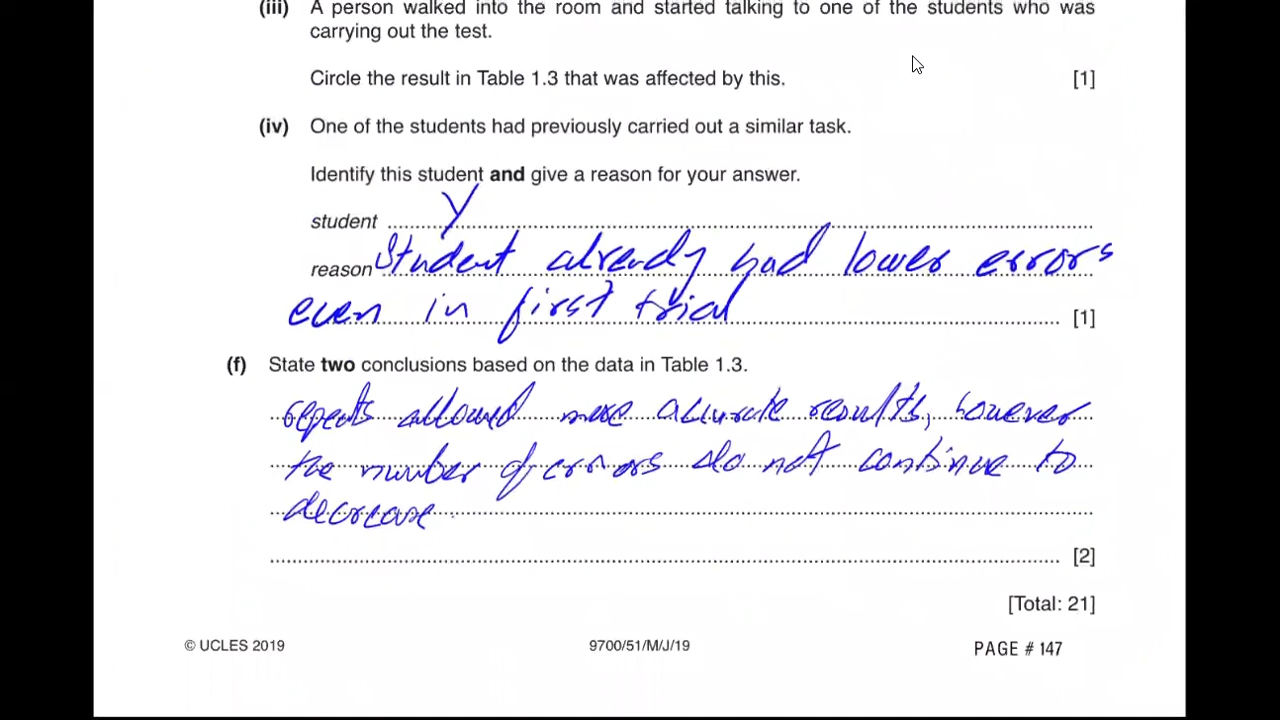 (iii) A person walked into the room and started talking to one of the students who was
carrying out the test.
Circle the result in Table 1.3 that was affected by this. [1]
(iv) One of the students had previously carried out a similar task.
Identify this student and give a reason for your answer.
student Y
reason Student already had lower errors
even in first trial [1]
(f) State two conclusions based on the data in Table 1.3.
repeats allowed more accurate results, however
the number of errors do not continue to
decrease.
[2]
[Total: 21]
© UCLES 2019 9700/51/M/J/19 PAGE # 147